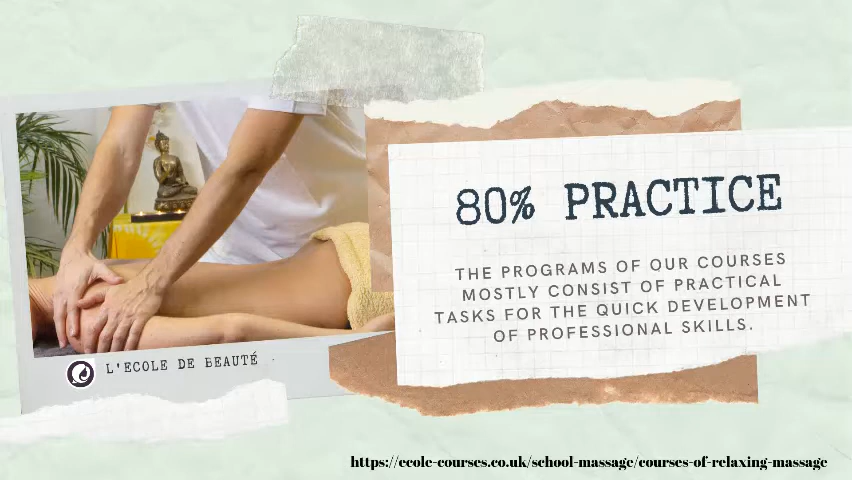 80% PRACTICE
THE PROGRAMS OF OUR COURSES
MOSTLY CONSIST OF PRACTICAL
TASKS FOR THE QUICK DEVELOPMENT
OF PROFESSIONAL SKILLS.
L'ECOLE DE BEAUTÉ
https://ecole-courses.co.uk/school-massage/courses-of-relaxing-massage